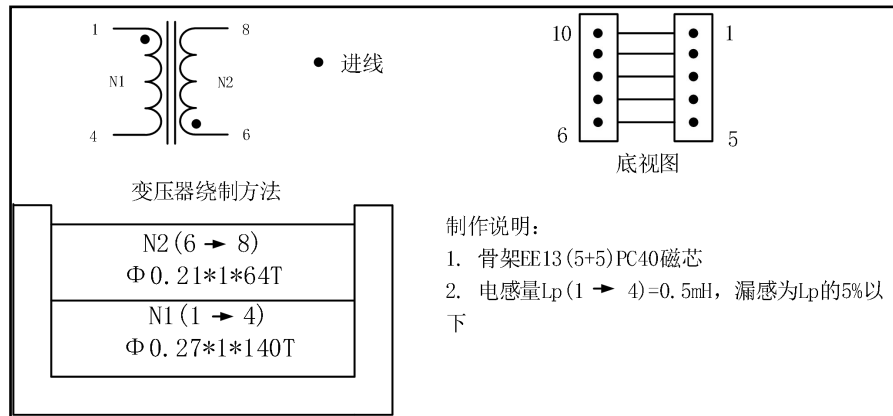 1
8
N1
N2
4
6
● 进线
10
1
6
5
底视图
变压器绕制方法
N2(6 → 8)
Φ0.21*1*64T
N1(1 → 4)
Φ0.27*1*140T
制作说明:
1. 骨架EE13(5+5)PC40磁芯
2. 电感量Lp(1 → 4)=0.5mH, 漏感为Lp的5%以
下